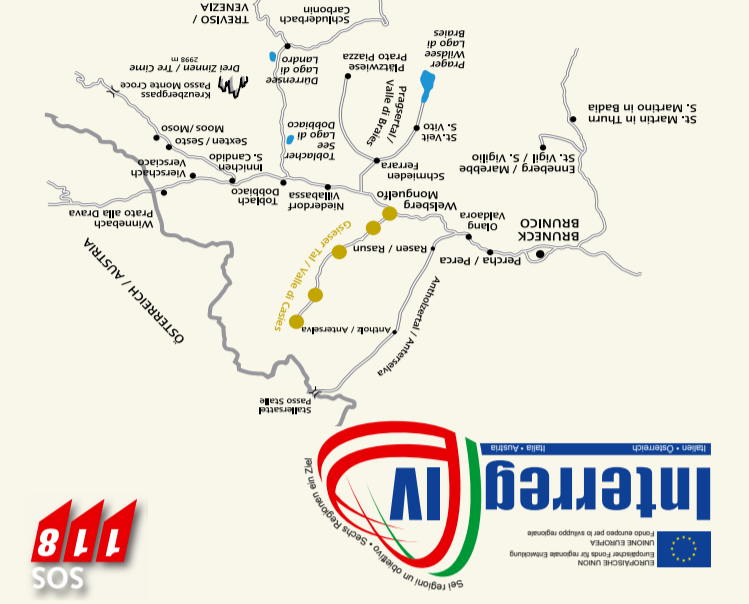 EUROPÄISCHE UNION
Europäischer Fonds für regionale Entwicklung
UNIONE EUROPEA
Fondo europeo per lo sviluppo regionale
Interreg IV
Italien • Österreich
Italia • Austria
Sei regioni un obiettivo • Sechs Regionen ein Ziel
SOS
118
Stallersattel
Passo Stalle
Antholzertal / Anterselva
Antholz / Anterselva
ÖSTERREICH / AUSTRIA
Gsieser Tal / Valle di Casies
Percha / Perca
Rasen / Rasun
BRUNECK
BRUNICO
Olang
Valdaora
Welsberg
Monguelfo
Niederdorf
Villabassa
Toblach
Dobbiaco
Winnebach
Prato alla Drava
Enneberg / Marebbe
St. Vigil / S. Vigilio
Schmieden
Ferrara
Innichen
S. Candido
Vierschach
Versciaco
St. Martin in Thurn
S. Martino in Badia
St. Veit
S. Vito
Pragsertal /
Valle di Braies
Toblacher
See
Lago di
Dobbiaco
Sexten / Sesto
Moos/Moso
Prager
Wildsee
Lago di
Braies
Plätzwiese
Prato Piazza
Dürrensee
Lago di
Landro
Drei Zinnen / Tre Cime
2998 m
Kreuzbergpass
Passo Monte Croce
Schluderbach
Carbonin
TREVISO /
VENEZIA